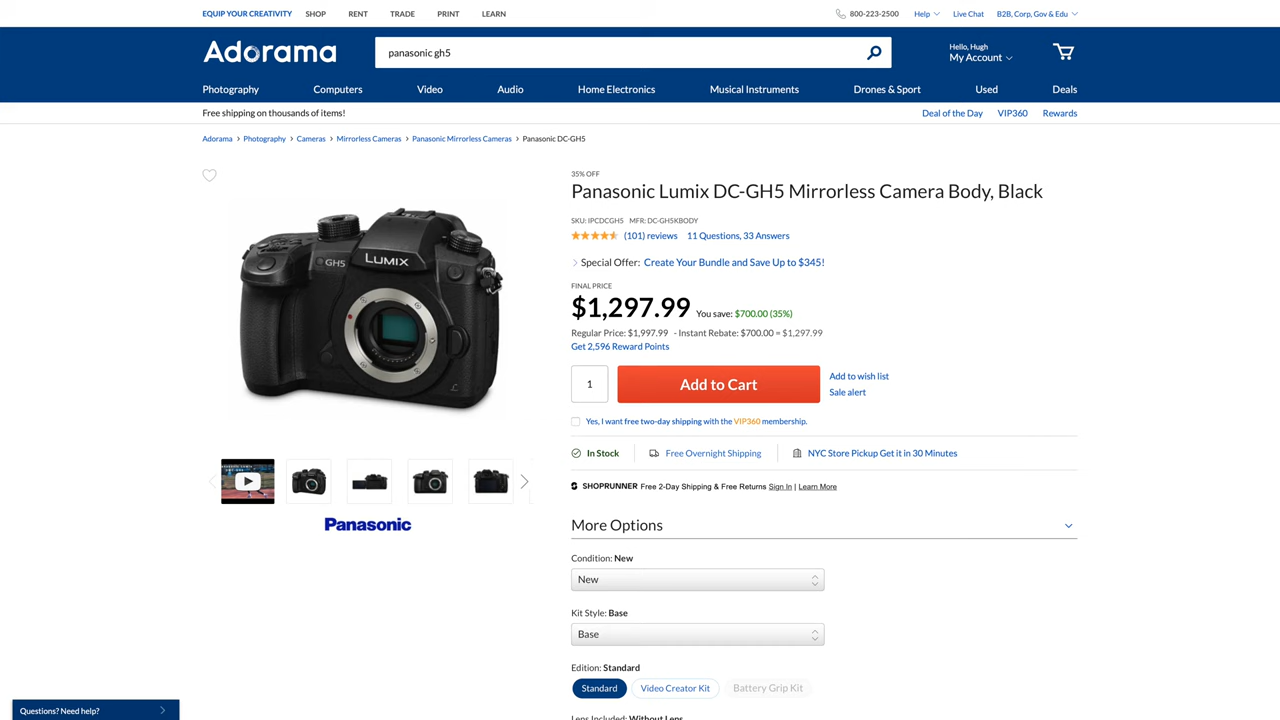 EQUIP YOUR CREATIVITY SHOP RENT TRADE PRINT LEARN 800-223-2500 Help Live Chat B2B, Corp, Gov & Edu
Adorama panasonic gh5 Hello, Hugh
My Account
Photography Computers Video Audio Home Electronics Musical Instruments Drones & Sport Used Deals
Free shipping on thousands of items! Deal of the Day VIP360 Rewards
Adorama > Photography > Cameras > Mirrorless Cameras > Panasonic Mirrorless Cameras > Panasonic DC-GH5
35% OFF
Panasonic Lumix DC-GH5 Mirrorless Camera Body, Black
SKU: IPCDCGH5 MFR: DC-GH5KBODY
(101) reviews 11 Questions, 33 Answers
Special Offer: Create Your Bundle and Save Up to $345!
GH5 LUMIX
FINAL PRICE
$1,297.99 You save: $700.00 (35%)
Regular Price: $1,997.99 - Instant Rebate: $700.00 = $1,297.99
Get 2,596 Reward Points
1 Add to Cart Add to wish list
Sale alert
Yes, I want free two-day shipping with the VIP360 membership.
In Stock Free Overnight Shipping NYC Store Pickup Get it in 30 Minutes
SHOPRUNNER Free 2-Day Shipping & Free Returns Sign In | Learn More
Panasonic
More Options
Condition: New
New
Kit Style: Base
Base
Edition: Standard
Standard Video Creator Kit Battery Grip Kit
Lens Included: Without Lens
Questions? Need help?